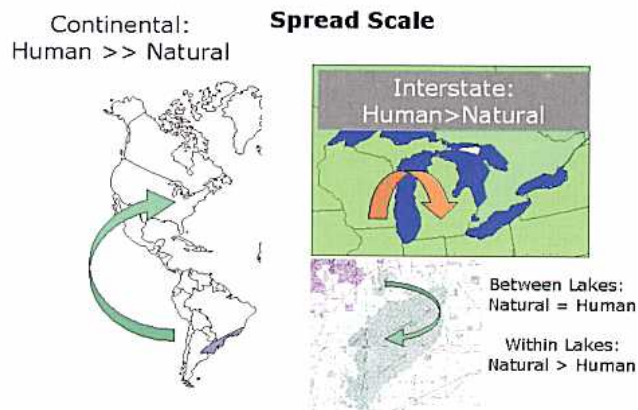 Spread Scale
Continental:
Human >> Natural
Interstate:
Human>Natural
Between Lakes:
Natural = Human
Within Lakes:
Natural > Human